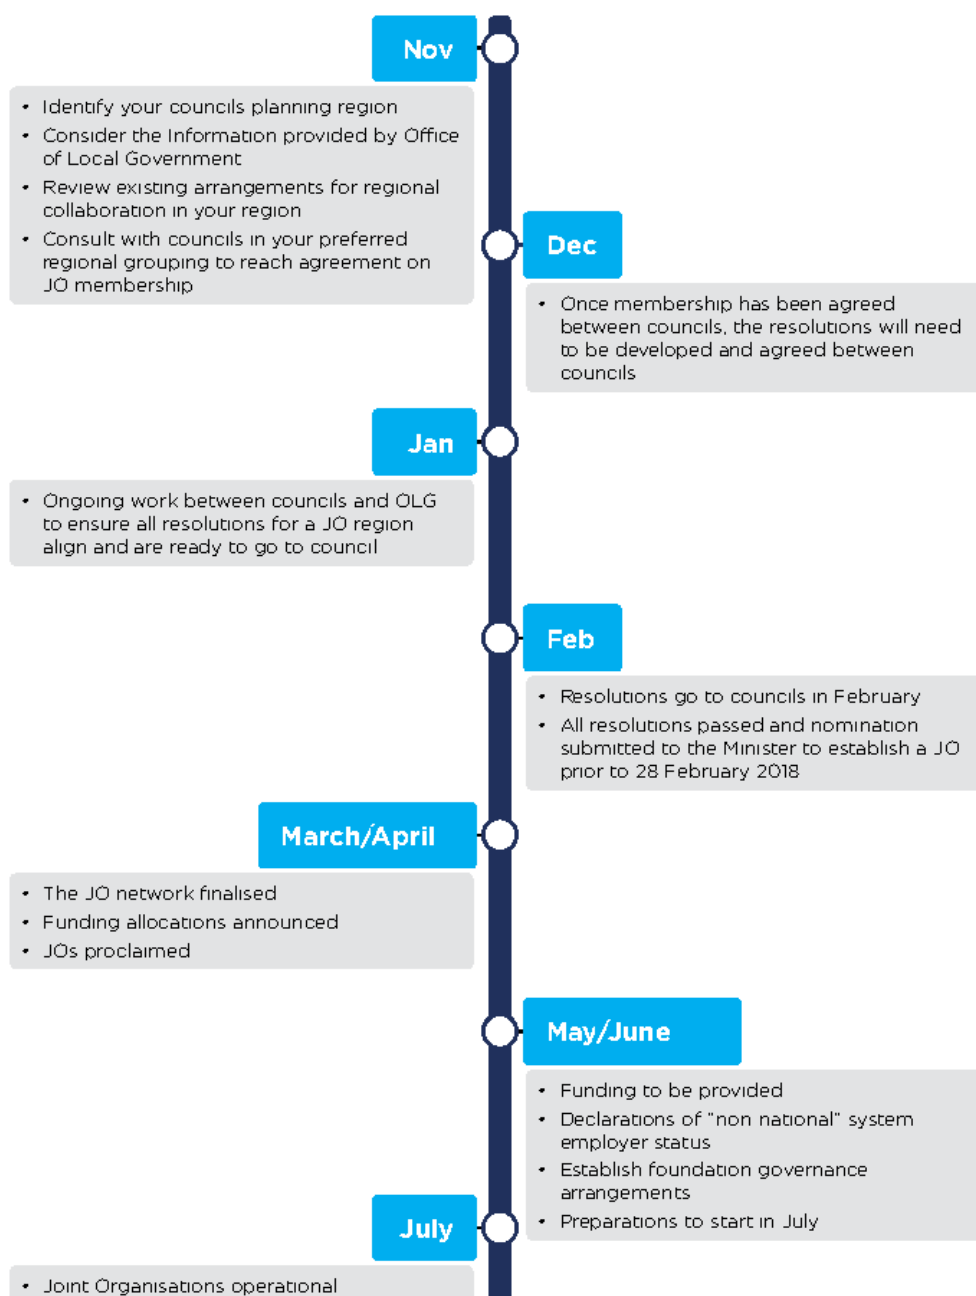 Nov
• Identify your councils planning region
• Consider the Information provided by Office
of Local Government
• Review existing arrangements for regional
collaboration in your region
• Consult with councils in your preferred
regional grouping to reach agreement on
JO membership
Dec
• Once membership has been agreed
between councils, the resolutions will need
to be developed and agreed between
councils
Jan
• Ongoing work between councils and OLG
to ensure all resolutions for a JO region
align and are ready to go to council
Feb
• Resolutions go to councils in February
• All resolutions passed and nomination
submitted to the Minister to establish a JO
prior to 28 February 2018
March/April
• The JO network finalised
• Funding allocations announced
• JOs proclaimed
May/June
• Funding to be provided
• Declarations of "non national" system
employer status
• Establish foundation governance
arrangements
• Preparations to start in July
July
• Joint Organisations operational